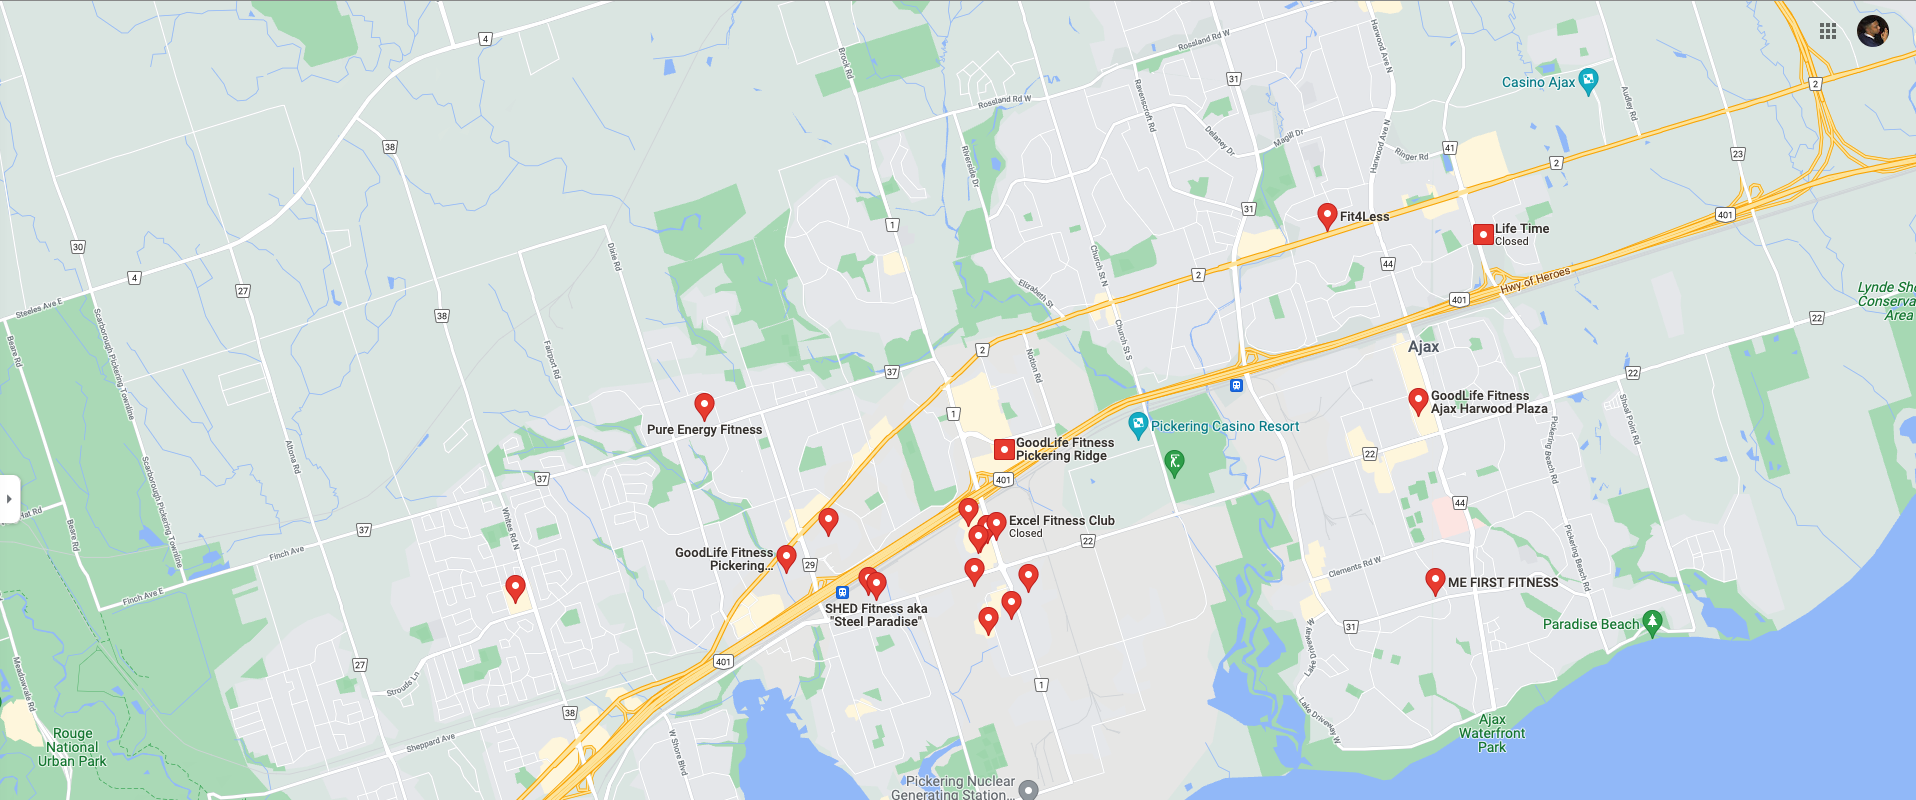 4
Brock Rd
Rossland Rd W
Harwood Ave N
31
Casino Ajax
2
Audley Rd
Ravenscroft Rd
Rossland Rd W
38
Delaney Dr
Magill Dr
Harwood Ave N
Ringer Rd
41
2
23
Riverside Dr
31
Fit4Less
401
Life Time
Closed
1
30
4
27
Dixie Rd
Church St N
2
44
Hwy of Heroes
401
Elizabeth St
Lynde Sho
Conserva
Area
Steeles Ave E
Beare Rd
Scarborough Pickering Townline
38
Fairport Rd
2
Notion Rd
Church St S
Ajax
22
37
22
Pure Energy Fitness
1
GoodLife Fitness
Ajax Harwood Plaza
Shoal Point Rd
Pickering Casino Resort
Pickering Beach Rd
GoodLife Fitness
Pickering Ridge
Altona Rd
Scarborough Pickering Townline
37
401
22
44
Whites Rd N
Beare Rd
37
Excel Fitness Club
Closed
22
Finch Ave
GoodLife Fitness
Pickering...
29
Pickering Beach Rd
Clements Rd W
ME FIRST FITNESS
Finch Ave E
SHED Fitness aka
"Steel Paradise"
31
Paradise Beach
Lake Driveway W
27
401
Meadowvale Rd
Strouds Ln
1
38
Lake Driveway W
Rouge
National
Urban Park
Sheppard Ave
W Shore Blvd
Ajax
Waterfront
Park
Pickering Nuclear
Generating Station...